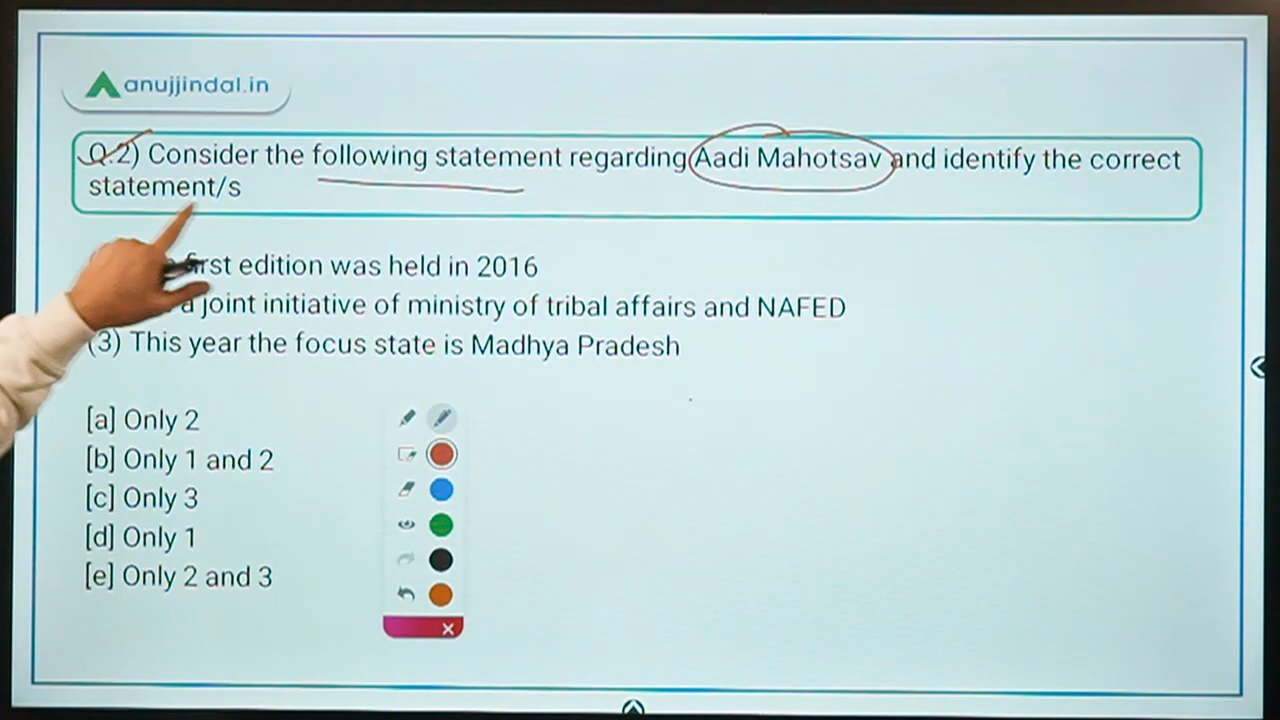 anujjindal.in
Q.2) Consider the following statement regarding Aadi Mahotsav and identify the correct
statement/s
first edition was held in 2016
a joint initiative of ministry of tribal affairs and NAFED
(3) This year the focus state is Madhya Pradesh
[a] Only 2
[b] Only 1 and 2
[c] Only 3
[d] Only 1
[e] Only 2 and 3